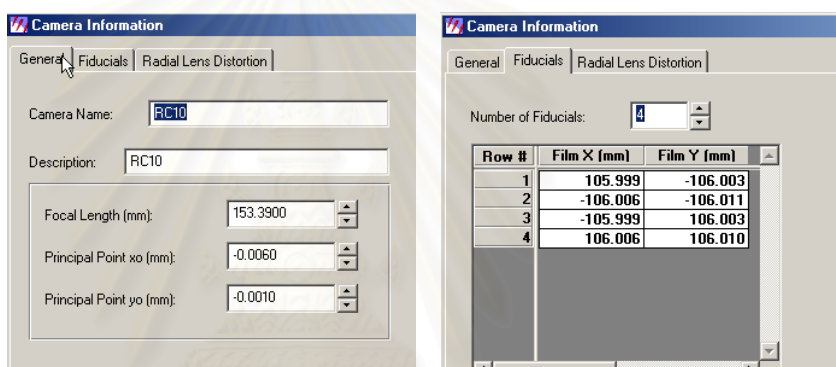 Camera Information
General Fiducials Radial Lens Distortion
Camera Name: RC10
Description: RC10
Focal Length (mm): 153.3900
Principal Point xo (mm): -0.0060
Principal Point yo (mm): -0.0010
Camera Information
General Fiducials Radial Lens Distortion
Number of Fiducials: 4
Row # Film X (mm) Film Y (mm)
1 105.999 -106.003
2 -106.006 -106.011
3 -105.999 106.003
4 106.006 106.010